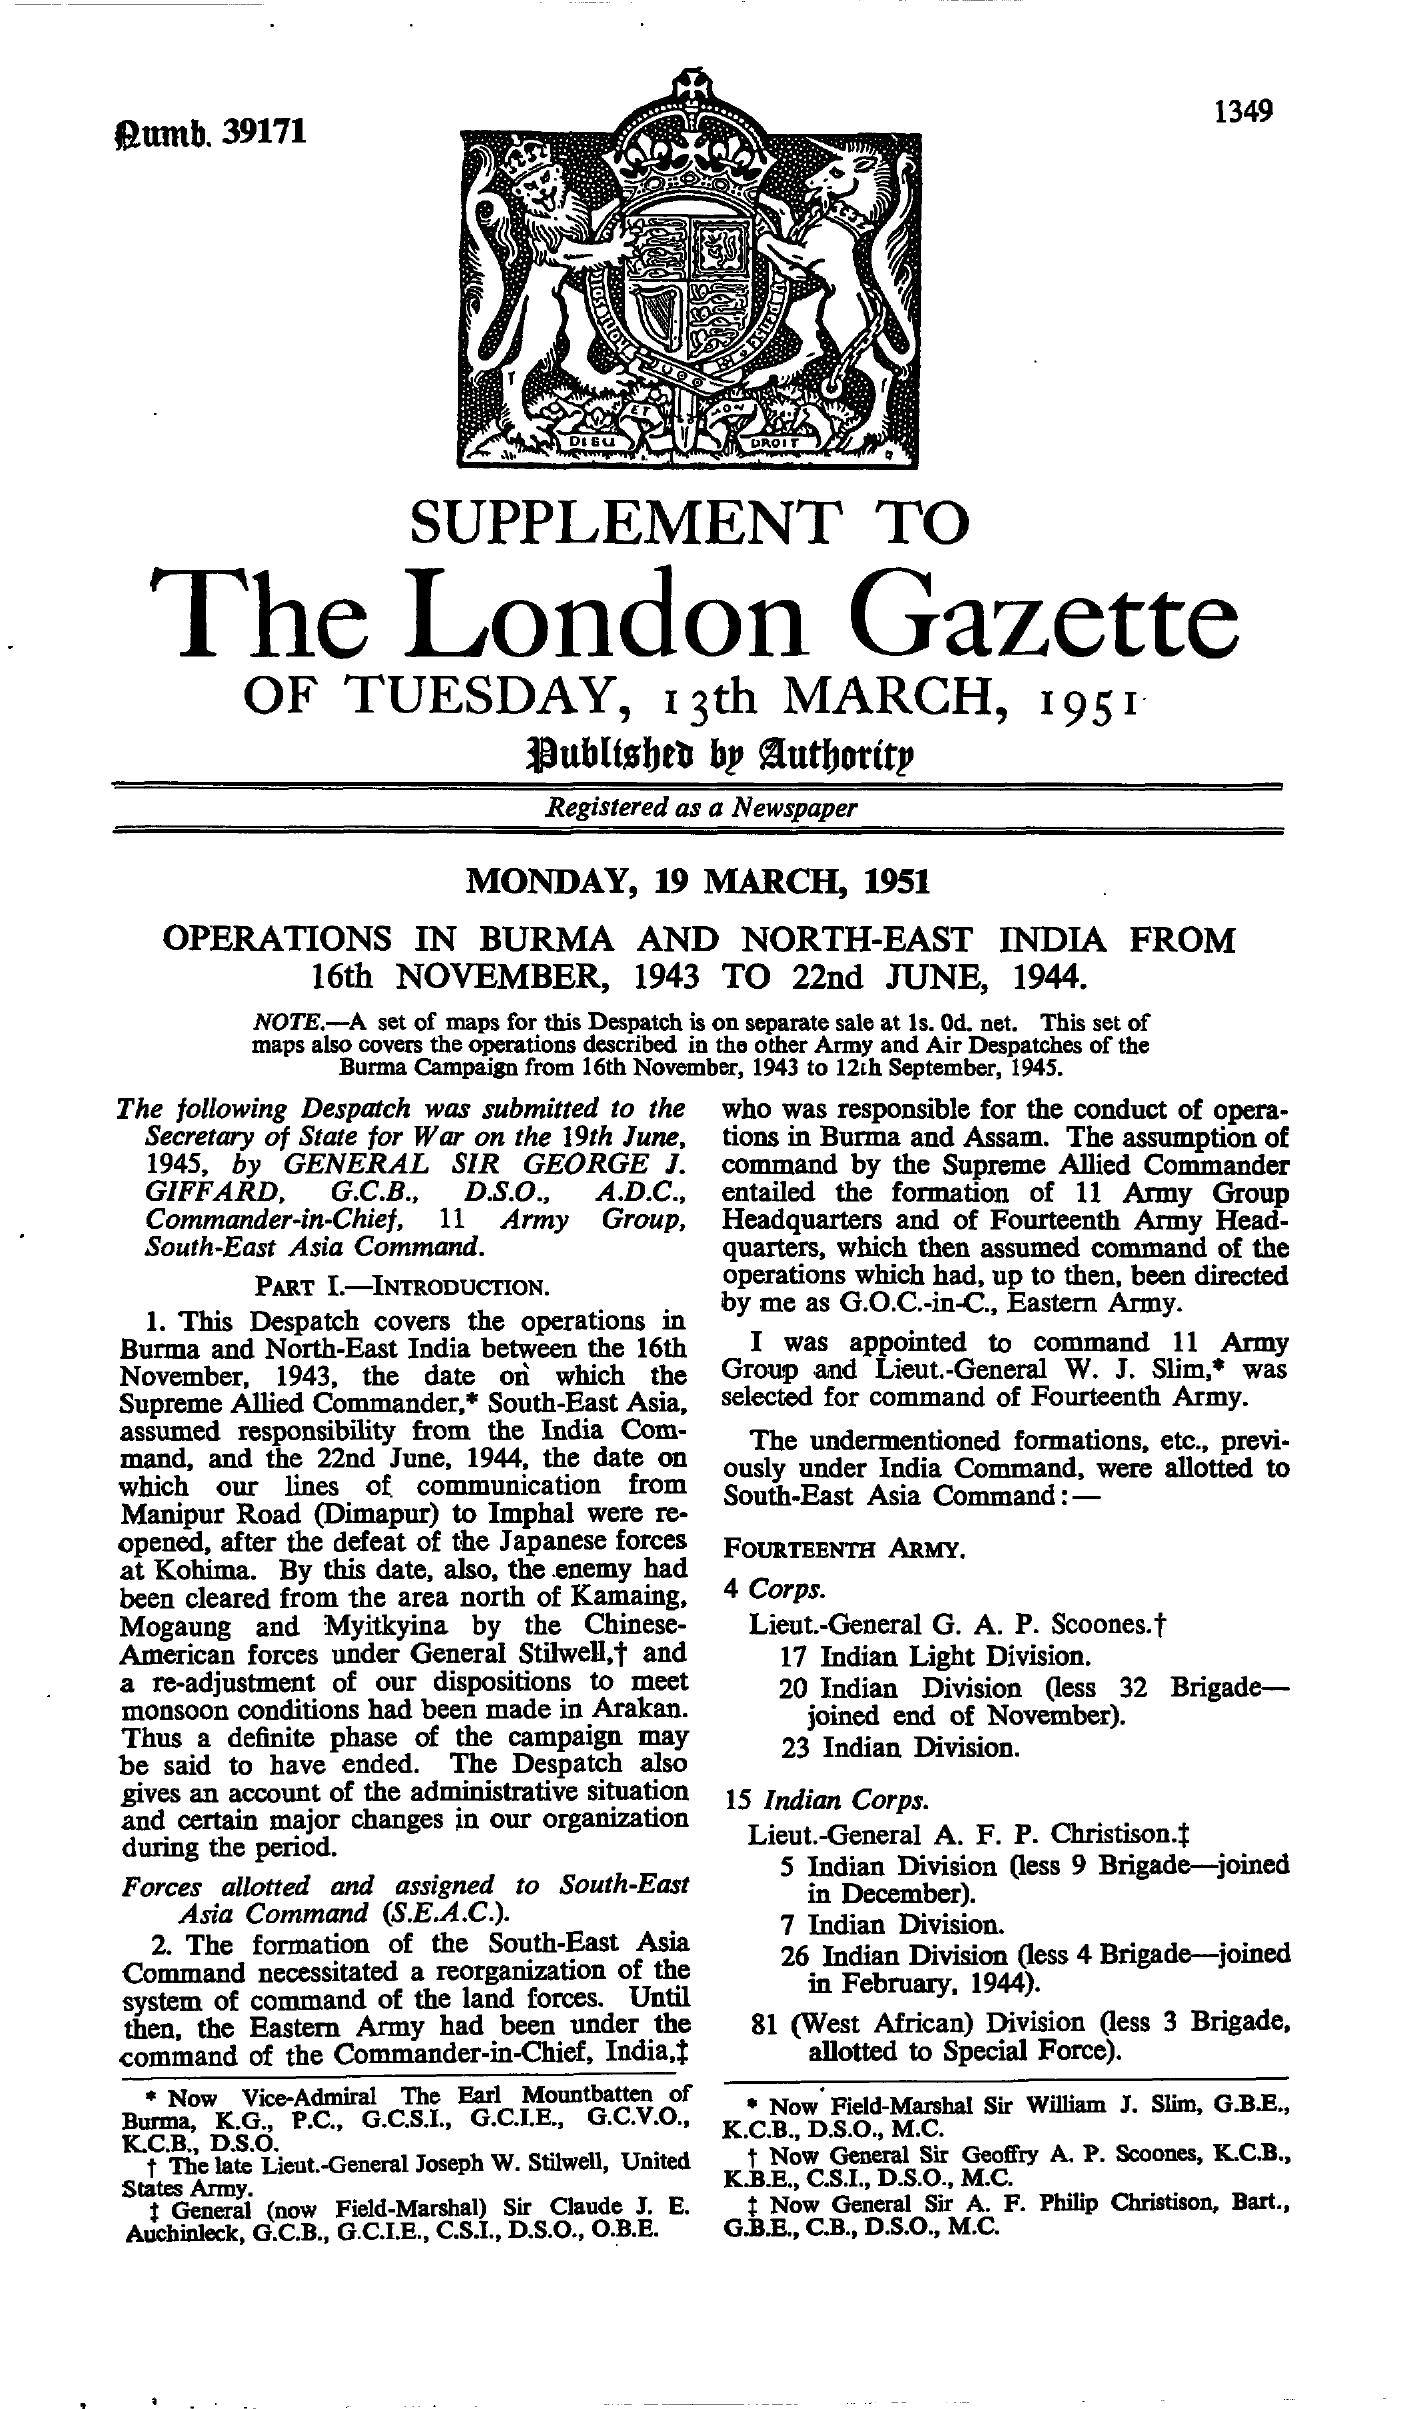 Numb. 39171
1349
DIEU ET MON DROIT
SUPPLEMENT TO
The London Gazette
OF TUESDAY, 13th MARCH, 1951
Published by Authority
Registered as a Newspaper
MONDAY, 19 MARCH, 1951
OPERATIONS IN BURMA AND NORTH-EAST INDIA FROM
16th NOVEMBER, 1943 TO 22nd JUNE, 1944.
NOTE.—A set of maps for this Despatch is on separate sale at 1s. 0d. net. This set of
maps also covers the operations described in the other Army and Air Despatches of the
Burma Campaign from 16th November, 1943 to 12th September, 1945.
The following Despatch was submitted to the
Secretary of State for War on the 19th June,
1945, by GENERAL SIR GEORGE J.
GIFFARD, G.C.B., D.S.O., A.D.C.,
Commander-in-Chief, 11 Army Group,
South-East Asia Command.
PART I.—INTRODUCTION.
1. This Despatch covers the operations in
Burma and North-East India between the 16th
November, 1943, the date on which the
Supreme Allied Commander,* South-East Asia,
assumed responsibility from the India Com-
mand, and the 22nd June, 1944, the date on
which our lines of communication from
Manipur Road (Dimapur) to Imphal were re-
opened, after the defeat of the Japanese forces
at Kohima. By this date, also, the enemy had
been cleared from the area north of Kamaing,
Mogaung and Myitkyina by the Chinese-
American forces under General Stilwell,† and
a re-adjustment of our dispositions to meet
monsoon conditions had been made in Arakan.
Thus a definite phase of the campaign may
be said to have ended. The Despatch also
gives an account of the administrative situation
and certain major changes in our organization
during the period.
Forces allotted and assigned to South-East
Asia Command (S.E.A.C.).
2. The formation of the South-East Asia
Command necessitated a reorganization of the
system of command of the land forces. Until
then, the Eastern Army had been under the
command of the Commander-in-Chief, India,‡
* Now Vice-Admiral The Earl Mountbatten of
Burma, K.G., P.C., G.C.S.I., G.C.I.E., G.C.V.O.,
K.C.B., D.S.O.
† The late Lieut.-General Joseph W. Stilwell, United
States Army.
‡ General (now Field-Marshal) Sir Claude J. E.
Auchinleck, G.C.B., G.C.I.E., C.S.I., D.S.O., O.B.E.
who was responsible for the conduct of opera-
tions in Burma and Assam. The assumption of
command by the Supreme Allied Commander
entailed the formation of 11 Army Group
Headquarters and of Fourteenth Army Head-
quarters, which then assumed command of the
operations which had, up to then, been directed
by me as G.O.C.-in-C., Eastern Army.
I was appointed to command 11 Army
Group and Lieut.-General W. J. Slim,* was
selected for command of Fourteenth Army.
The undermentioned formations, etc., previ-
ously under India Command, were allotted to
South-East Asia Command:—
FOURTEENTH ARMY.
4 Corps.
Lieut.-General G. A. P. Scoones.†
17 Indian Light Division.
20 Indian Division (less 32 Brigade—
joined end of November).
23 Indian Division.
15 Indian Corps.
Lieut.-General A. F. P. Christison.‡
5 Indian Division (less 9 Brigade—joined
in December).
7 Indian Division.
26 Indian Division (less 4 Brigade—joined
in February, 1944).
81 (West African) Division (less 3 Brigade,
allotted to Special Force).
* Now Field-Marshal Sir William J. Slim, G.B.E.,
K.C.B., D.S.O., M.C.
† Now General Sir Geoffry A. P. Scoones, K.C.B.,
K.B.E., C.S.I., D.S.O., M.C.
‡ Now General Sir A. F. Philip Christison, Bart.,
G.B.E., C.B., D.S.O., M.C.